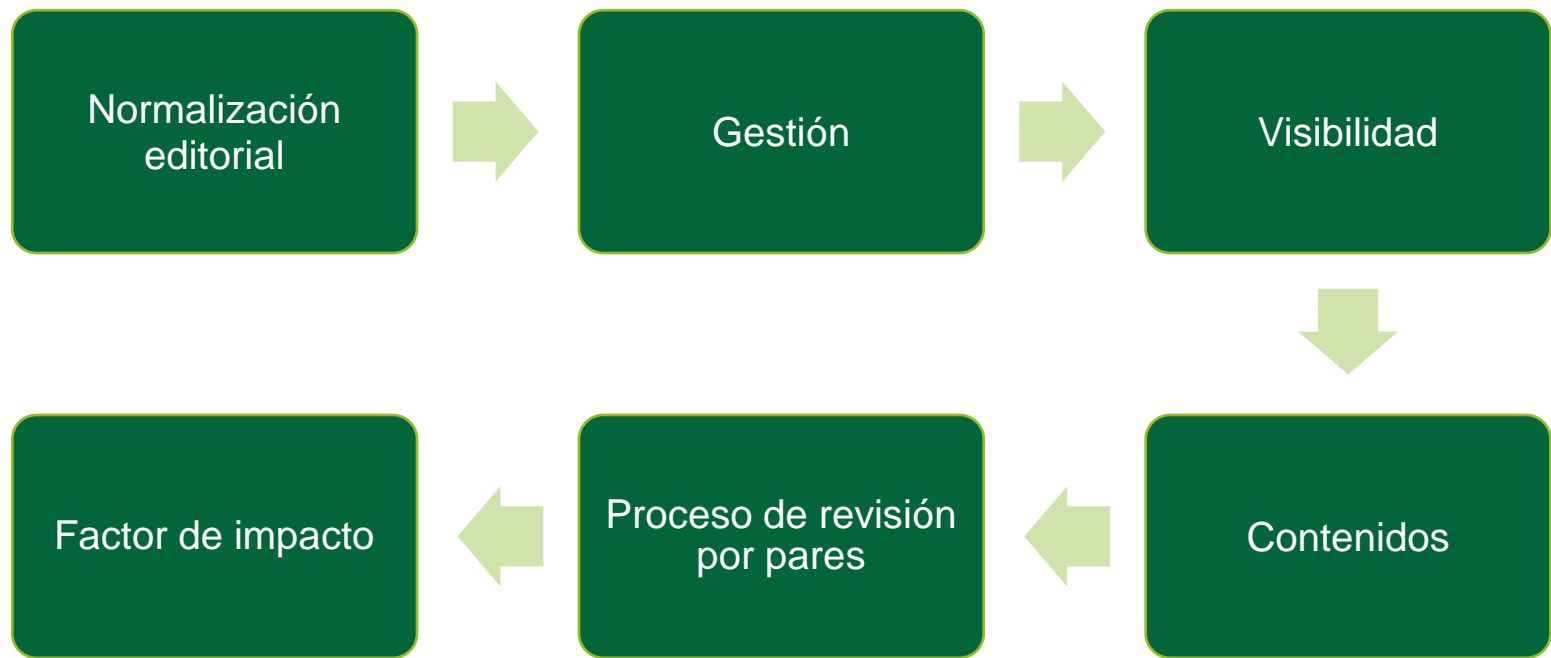 Normalización
editorial
Gestión
Visibilidad
Contenidos
Proceso de revisión
por pares
Factor de impacto